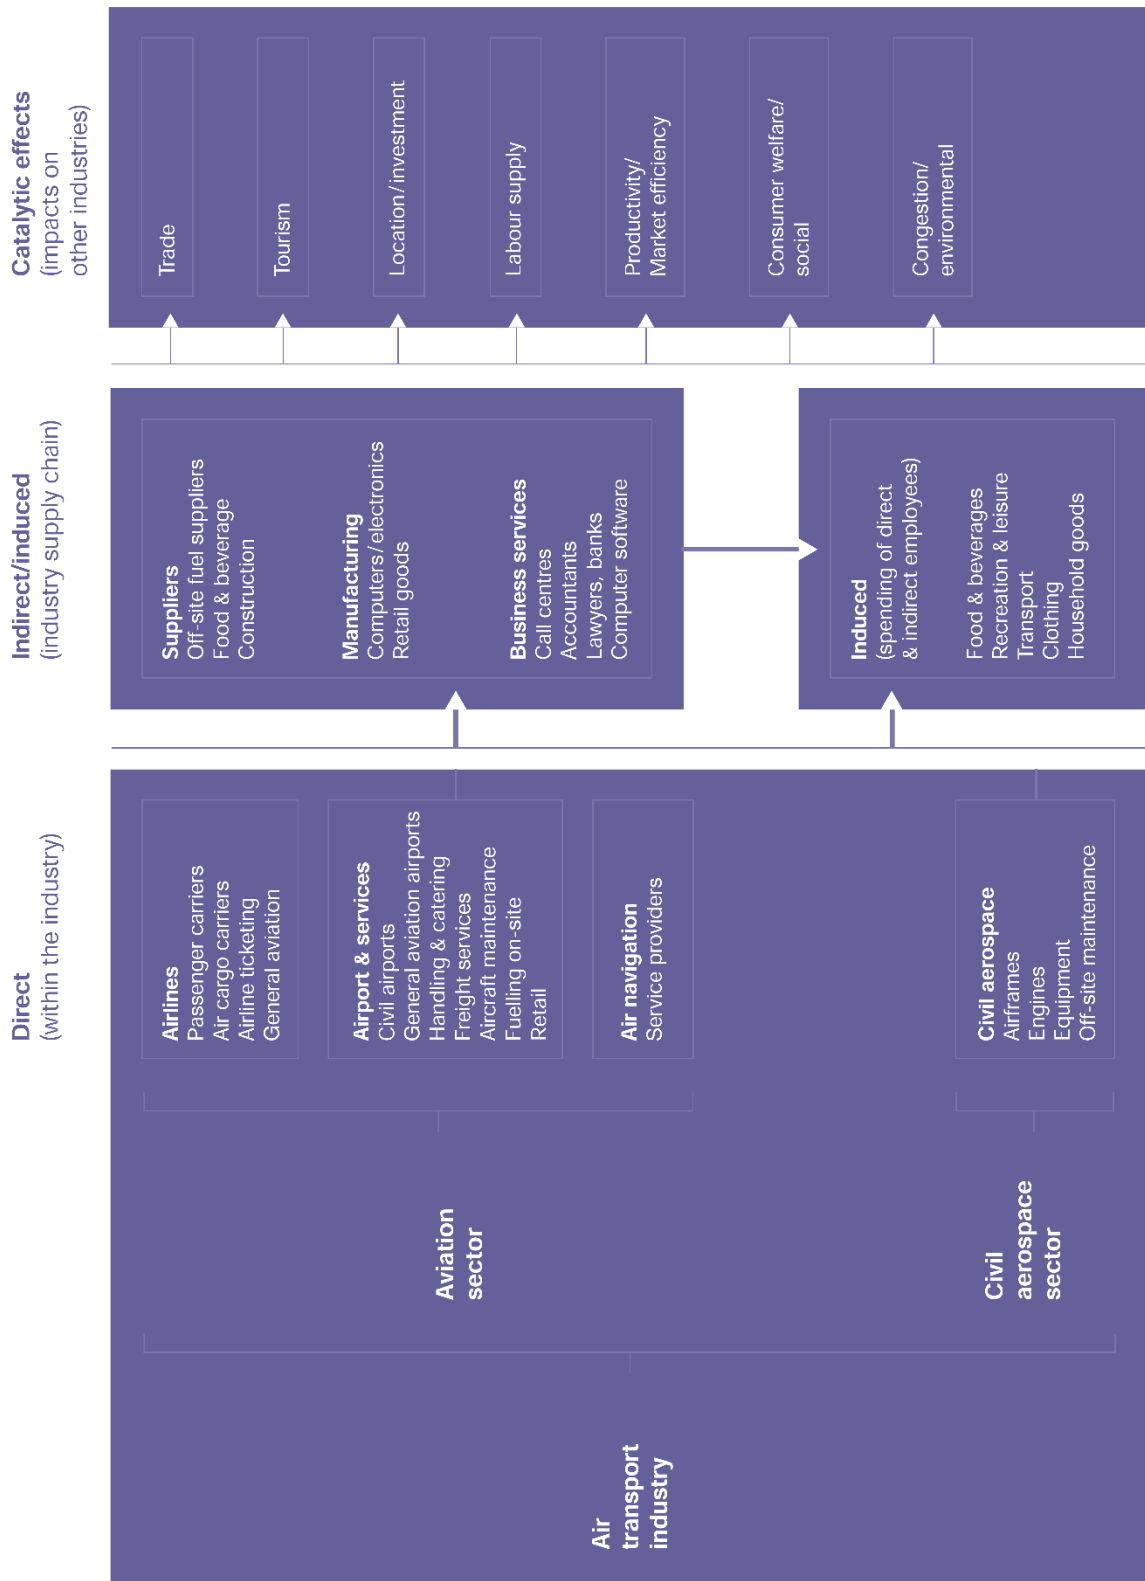 Air
transport
industry
Aviation
sector
Civil
aerospace
sector
Direct
(within the industry)
Airlines
Passenger carriers
Air cargo carriers
Airline ticketing
General aviation
Airport & services
Civil airports
General aviation airports
Handling & catering
Freight services
Aircraft maintenance
Fuelling on-site
Retail
Air navigation
Service providers
Civil aerospace
Airframes
Engines
Equipment
Off-site maintenance
Indirect/induced
(industry supply chain)
Suppliers
Off-site fuel suppliers
Food & beverage
Construction
Manufacturing
Computers/electronics
Retail goods
Business services
Call centres
Accountants
Lawyers, banks
Computer software
Induced
(spending of direct
& indirect employees)
Food & beverages
Recreation & leisure
Transport
Clothing
Household goods
Catalytic effects
(impacts on
other industries)
Trade
Tourism
Location/investment
Labour supply
Productivity/
Market efficiency
Consumer welfare/
social
Congestion/
environmental